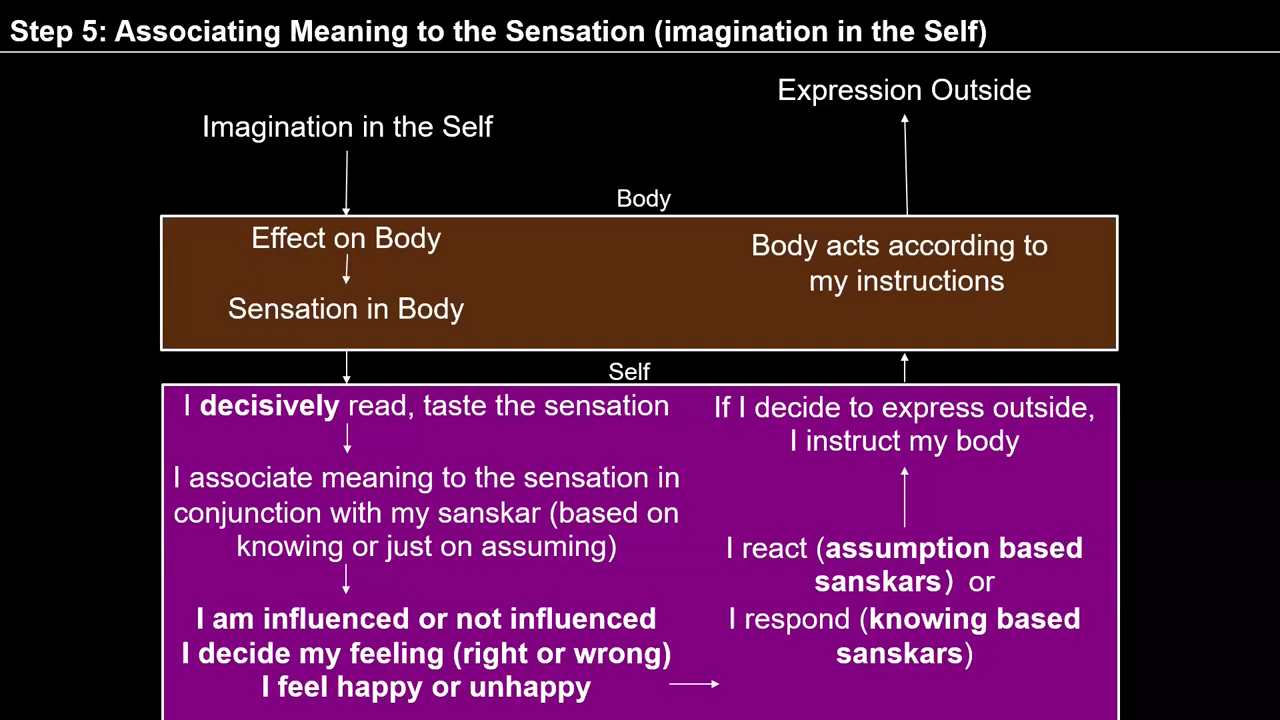 Step 5: Associating Meaning to the Sensation (imagination in the Self)
Imagination in the Self
Expression Outside
Body
Effect on Body
Sensation in Body
Body acts according to
my instructions
Self
I decisively read, taste the sensation
I associate meaning to the sensation in
conjunction with my sanskar (based on
knowing or just on assuming)
I am influenced or not influenced
I decide my feeling (right or wrong)
I feel happy or unhappy
If I decide to express outside,
I instruct my body
I react (assumption based
sanskars) or
I respond (knowing based
sanskars)